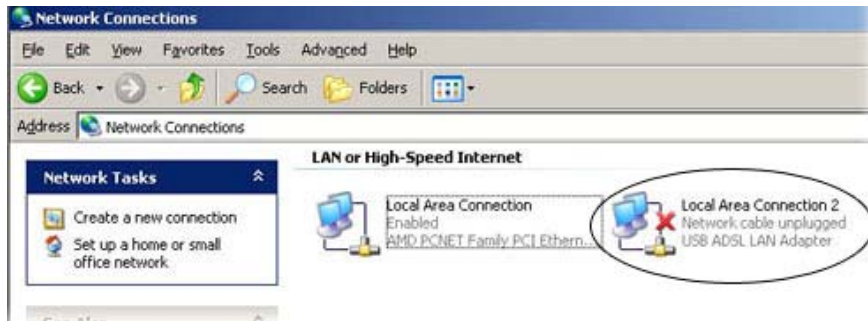 Network Connections
File Edit View Favorites Tools Advanced Help
Back Search Folders
Address Network Connections
LAN or High-Speed Internet
Network Tasks
Create a new connection
Set up a home or small
office network
Local Area Connection
Enabled
AMD PCNET Family PCI Ethern...
Local Area Connection 2
Network cable unplugged
USB ADSL LAN Adapter